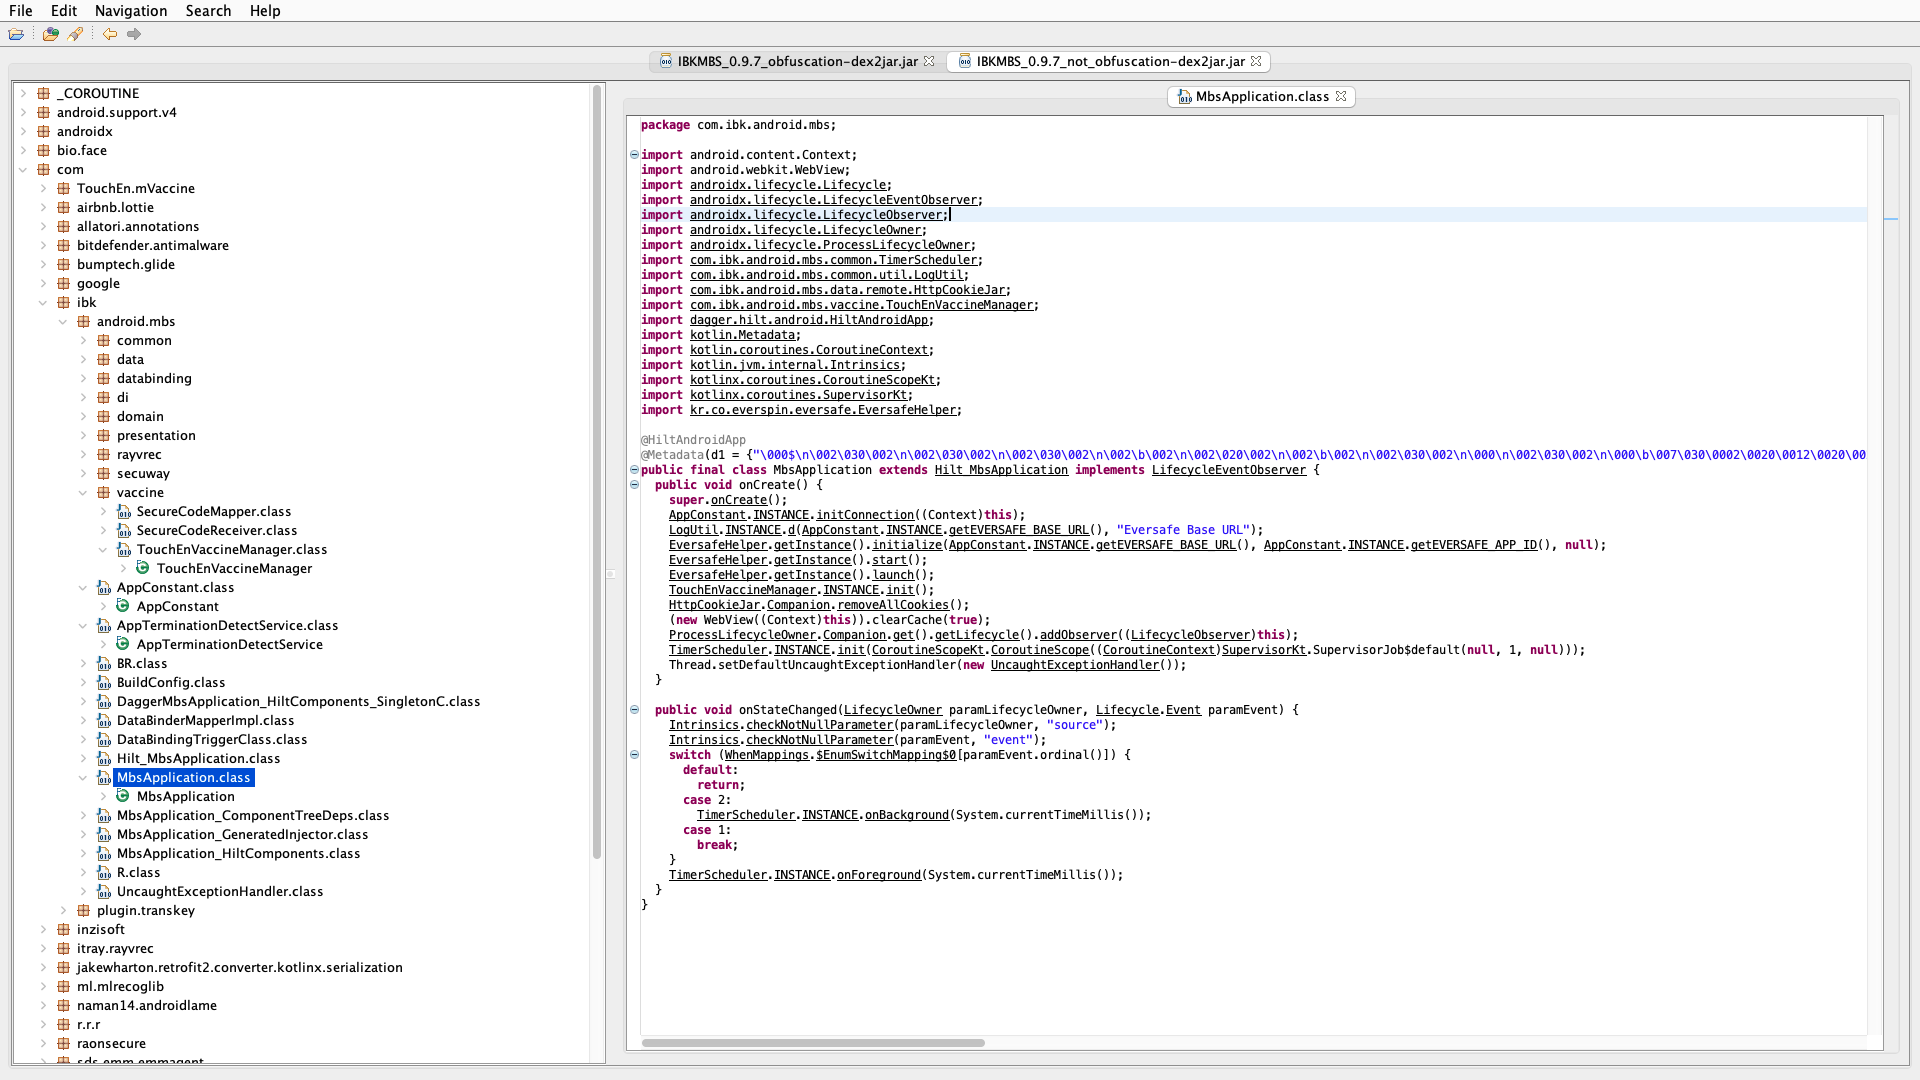 File Edit Navigation Search Help
IBKMBS_0.9.7_obfuscation-dex2jar.jar IBKMBS_0.9.7_not_obfuscation-dex2jar.jar
_COROUTINE
android.support.v4
androidx
bio.face
com
TouchEn.mVaccine
airbnb.lottie
allatori.annotations
bitdefender.antimalware
bumptech.glide
google
ibk
android.mbs
common
data
databinding
di
domain
presentation
rayvrec
secuway
vaccine
SecureCodeMapper.class
SecureCodeReceiver.class
TouchEnVaccineManager.class
TouchEnVaccineManager
AppConstant.class
AppConstant
AppTerminationDetectService.class
AppTerminationDetectService
BR.class
BuildConfig.class
DaggerMbsApplication_HiltComponents_SingletonC.class
DataBinderMapperImpl.class
DataBindingTriggerClass.class
Hilt_MbsApplication.class
MbsApplication.class
MbsApplication
MbsApplication_ComponentTreeDeps.class
MbsApplication_GeneratedInjector.class
MbsApplication_HiltComponents.class
R.class
UncaughtExceptionHandler.class
plugin.transkey
inzisoft
itray.rayvrec
jakewharton.retrofit2.converter.kotlinx.serialization
ml.mlrecoglib
naman14.androidlame
r.r.r
raonsecure
sds.emm.emmagent
MbsApplication.class
package com.ibk.android.mbs;
import android.content.Context;
import android.webkit.WebView;
import androidx.lifecycle.Lifecycle;
import androidx.lifecycle.LifecycleEventObserver;
import androidx.lifecycle.LifecycleObserver;
import androidx.lifecycle.LifecycleOwner;
import androidx.lifecycle.ProcessLifecycleOwner;
import com.ibk.android.mbs.common.TimerScheduler;
import com.ibk.android.mbs.common.util.LogUtil;
import com.ibk.android.mbs.data.remote.HttpCookieJar;
import com.ibk.android.mbs.vaccine.TouchEnVaccineManager;
import dagger.hilt.android.HiltAndroidApp;
import kotlin.Metadata;
import kotlin.coroutines.CoroutineContext;
import kotlin.jvm.internal.Intrinsics;
import kotlinx.coroutines.CoroutineScopeKt;
import kotlinx.coroutines.SupervisorKt;
import kr.co.everspin.eversafe.EversafeHelper;
@HiltAndroidApp
@Metadata(d1 = {"\000$\n\002\030\002\n\002\030\002\n\002\030\002\n\002\b\002\n\002\020\002\n\002\b\002\n\002\030\002\n\000\n\002\030\002\n\000\b\007\030\0002\0020\0012\0020\00
public final class MbsApplication extends Hilt_MbsApplication implements LifecycleEventObserver {
public void onCreate() {
super.onCreate();
AppConstant.INSTANCE.initConnection((Context)this);
LogUtil.INSTANCE.d(AppConstant.INSTANCE.getEVERSAFE_BASE_URL(), "Eversafe Base URL");
EversafeHelper.getInstance().initialize(AppConstant.INSTANCE.getEVERSAFE_BASE_URL(), AppConstant.INSTANCE.getEVERSAFE_APP_ID(), null);
EversafeHelper.getInstance().start();
EversafeHelper.getInstance().launch();
TouchEnVaccineManager.INSTANCE.init();
HttpCookieJar.Companion.removeAllCookies();
(new WebView((Context)this)).clearCache(true);
ProcessLifecycleOwner.Companion.get().getLifecycle().addObserver((LifecycleObserver)this);
TimerScheduler.INSTANCE.init(CoroutineScopeKt.CoroutineScope((CoroutineContext)SupervisorKt.SupervisorJob$default(null, 1, null)));
Thread.setDefaultUncaughtExceptionHandler(new UncaughtExceptionHandler());
}
public void onStateChanged(LifecycleOwner paramLifecycleOwner, Lifecycle.Event paramEvent) {
Intrinsics.checkNotNullParameter(paramLifecycleOwner, "source");
Intrinsics.checkNotNullParameter(paramEvent, "event");
switch (WhenMappings.$EnumSwitchMapping$0[paramEvent.ordinal()]) {
default:
return;
case 2:
TimerScheduler.INSTANCE.onBackground(System.currentTimeMillis());
case 1:
break;
}
TimerScheduler.INSTANCE.onForeground(System.currentTimeMillis());
}
}